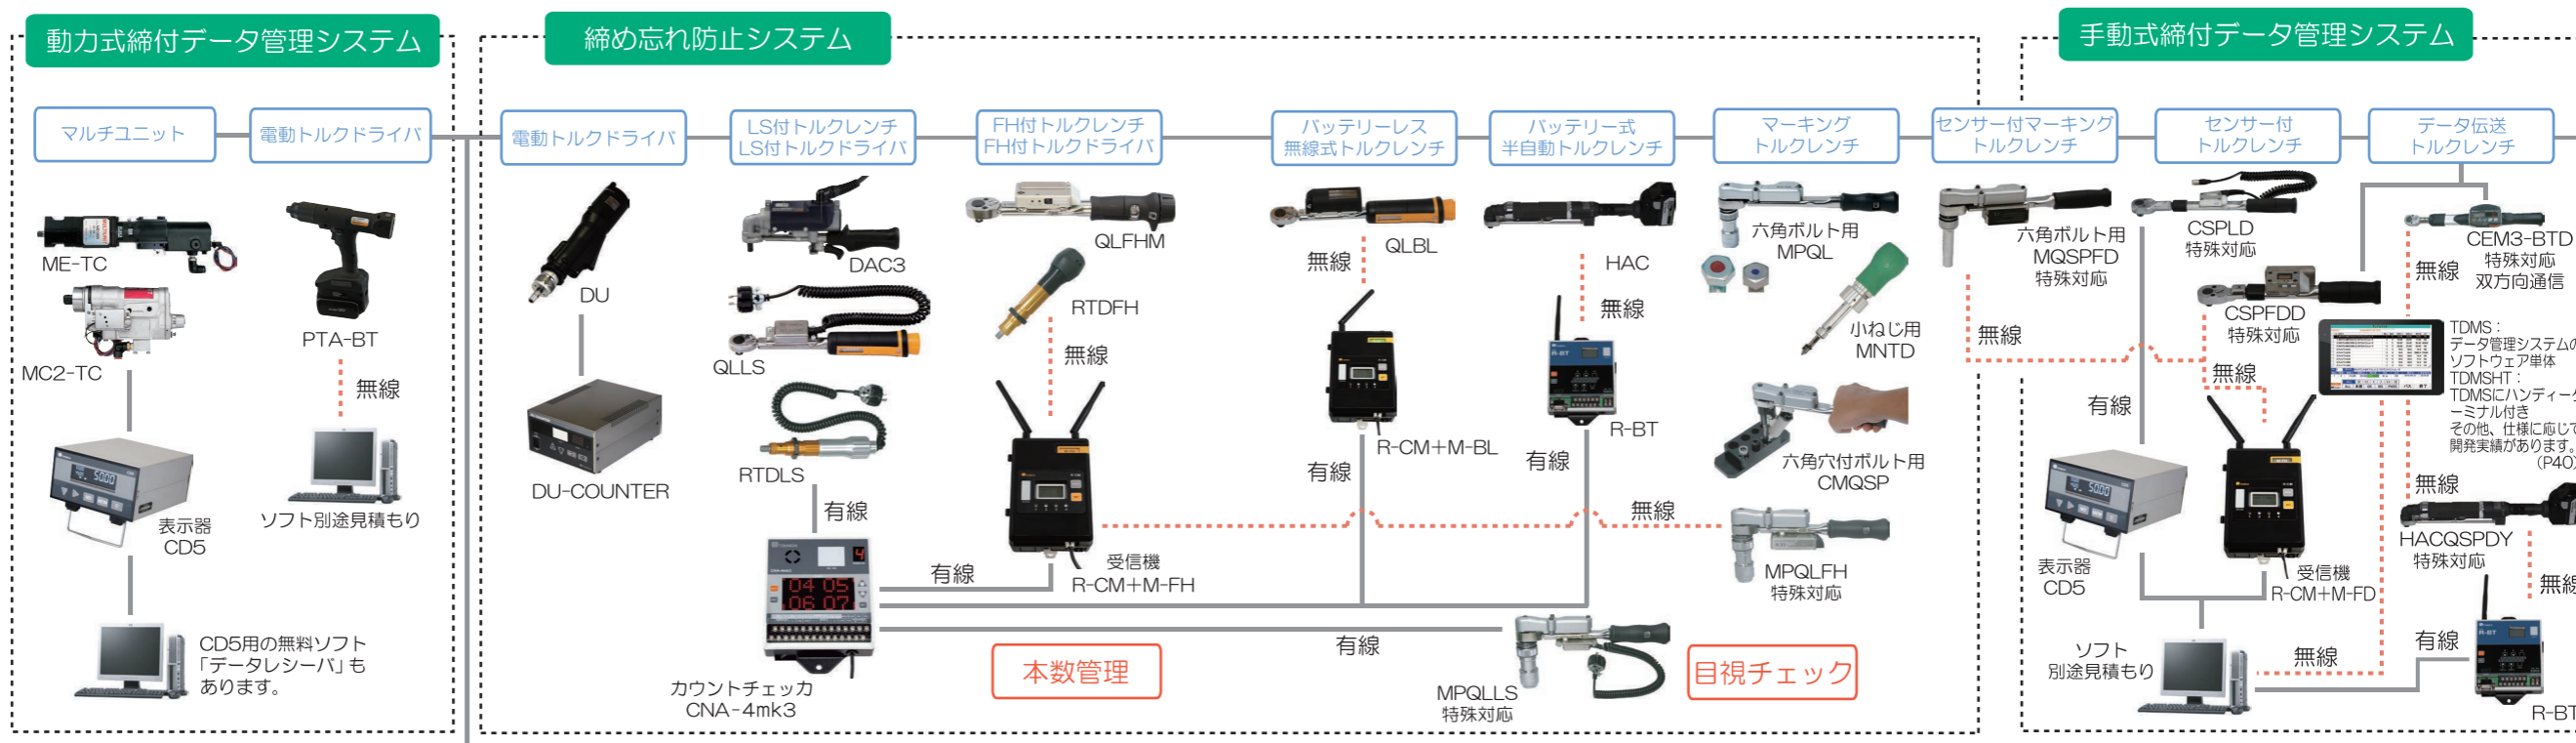 動力式締付データ管理システム
締め忘れ防止システム
手動式締付データ管理システム
マルチユニット
電動トルクドライバ
電動トルクドライバ
LS付トルクレンチ
LS付トルクドライバ
FH付トルクレンチ
FH付トルクドライバ
バッテリーレス
無線式トルクレンチ
バッテリー式
半自動トルクレンチ
マーキング
トルクレンチ
センサー付マーキング
トルクレンチ
センサー付
トルクレンチ
データ伝送
トルクレンチ
ME-TC
MC2-TC
PTA-BT
無線
表示器
CD5
ソフト別途見積もり
CD5用の無料ソフト
「データレシーバ」も
あります。
DU
DU-COUNTER
DAC3
QLLS
RTDLS
有線
カウントチェッカ
CNA-4mk3
04 05
06 07
4
QLFHM
RTDFH
無線
受信機
R-CM+M-FH
有線
本数管理
QLBL
無線
R-CM+M-BL
有線
HAC
無線
R-BT
R-BT
有線
無線
有線
六角ボルト用
MPQL
小ねじ用
MNTD
六角穴付ボルト用
CMQSP
MPQLFH
特殊対応
MPQLLS
特殊対応
目視チェック
六角ボルト用
MQSPFD
特殊対応
無線
CSPLD
特殊対応
CSPFDD
特殊対応
無線
有線
5000
5000
表示器
CD5
受信機
R-CM+M-FD
ソフト
別途見積もり
無線
CEM3-BTD
特殊対応
双方向通信
無線
TDMS：
データ管理システムの
ソフトウェア単体
TDMSHT：
TDMSにハンディータ
ーミナル付き
その他、仕様に応じて
開発実績があります。
(P40)
無線
HACQSPDY
特殊対応
無線
有線
R-BT
R-BT